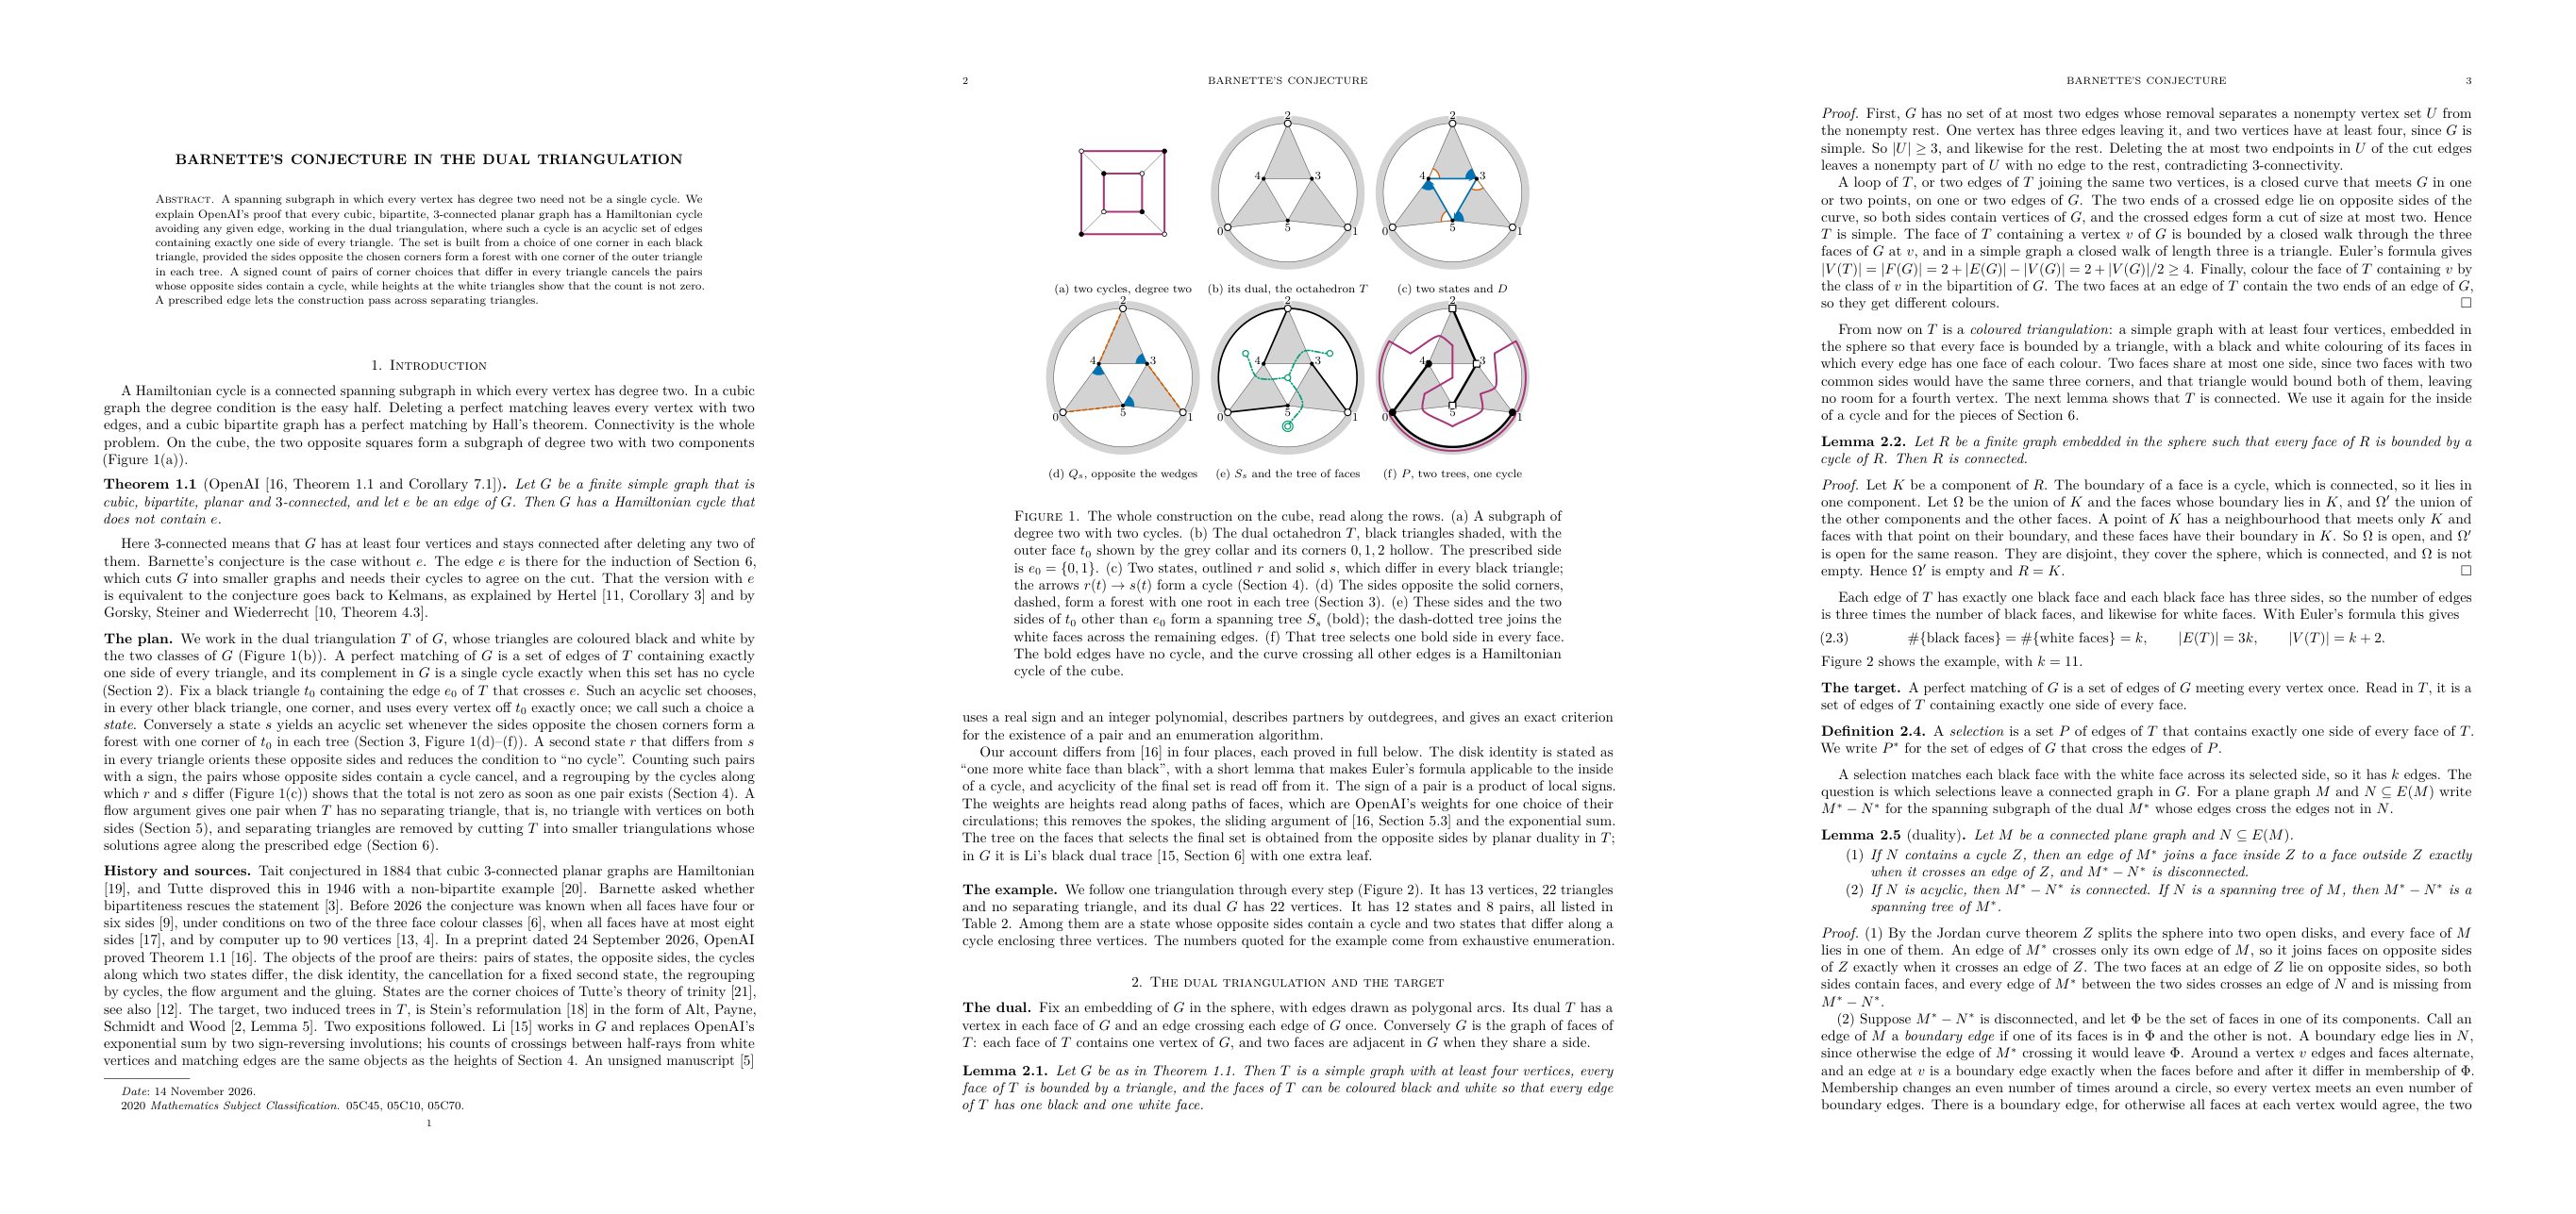 BARNETTE'S CONJECTURE IN THE DUAL TRIANGULATION
Abstract. A spanning subgraph in which every vertex has degree two need not be a single cycle. We
explain OpenAI's proof that every cubic, bipartite, 3-connected planar graph has a Hamiltonian cycle
avoiding any given edge, working in the dual triangulation, where such a cycle is an acyclic set of edges
containing exactly one side of every triangle. The set is built from a choice of one corner in each black
triangle, provided the sides opposite the chosen corners form a forest with one corner of the outer triangle
in each tree. A signed count of pairs of corner choices that differ in every triangle cancels the pairs
whose opposite sides contain a cycle, while heights at the white triangles show that the count is not zero.
A prescribed edge lets the construction pass across separating triangles.
1. Introduction
A Hamiltonian cycle is a connected spanning subgraph in which every vertex has degree two. In a cubic
graph the degree condition is the easy half. Deleting a perfect matching leaves every vertex with two
edges, and a cubic bipartite graph has a perfect matching by Hall's theorem. Connectivity is the whole
problem. On the cube, the two opposite squares form a subgraph of degree two with two components
(Figure 1(a)).
Theorem 1.1 (OpenAI [16, Theorem 1.1 and Corollary 7.1]). Let G be a finite simple graph that is
cubic, bipartite, planar and 3-connected, and let e be an edge of G. Then G has a Hamiltonian cycle that
does not contain e.
Here 3-connected means that G has at least four vertices and stays connected after deleting any two of
them. Barnette's conjecture is the case without e. The edge e is there for the induction of Section 6,
which cuts G into smaller graphs and needs their cycles to agree on the cut. That the version with e
is equivalent to the conjecture goes back to Kelmans, as explained by Hertel [11, Corollary 3] and by
Gorsky, Steiner and Wiederrecht [10, Theorem 4.3].
The plan. We work in the dual triangulation T of G, whose triangles are coloured black and white by
the two classes of G (Figure 1(b)). A perfect matching of G is a set of edges of T containing exactly
one side of every triangle, and its complement in G is a single cycle exactly when this set has no cycle
(Section 2). Fix a black triangle t₀ containing the edge e₀ of T that crosses e. Such an acyclic set chooses,
in every other black triangle, one corner, and uses every vertex off t₀ exactly once; we call such a choice a
state. Conversely a state s yields an acyclic set whenever the sides opposite the chosen corners form a
forest with one corner of t₀ in each tree (Section 3, Figure 1(d)–(f)). A second state r that differs from s
in every triangle orients these opposite sides and reduces the condition to “no cycle”. Counting such pairs
with a sign, the pairs whose opposite sides contain a cycle cancel, and a regrouping by the cycles along
which r and s differ (Figure 1(c)) shows that the total is not zero as soon as one pair exists (Section 4). A
flow argument gives one pair when T has no separating triangle, that is, no triangle with vertices on both
sides (Section 5), and separating triangles are removed by cutting T into smaller triangulations whose
solutions agree along the prescribed edge (Section 6).
History and sources. Tait conjectured in 1884 that cubic 3-connected planar graphs are Hamiltonian
[19], and Tutte disproved this in 1946 with a non-bipartite example [20]. Barnette asked whether
bipartiteness rescues the statement [3]. Before 2026 the conjecture was known when all faces have four or
six sides [9], under conditions on two of the three face colour classes [6], when all faces have at most eight
sides [17], and by computer up to 90 vertices [13, 4]. In a preprint dated 24 September 2026, OpenAI
proved Theorem 1.1 [16]. The objects of the proof are theirs: pairs of states, the opposite sides, the cycles
along which two states differ, the disk identity, the cancellation for a fixed second state, the regrouping
by cycles, the flow argument and the gluing. States are the corner choices of Tutte's theory of trinity [21],
see also [12]. The target, two induced trees in T, is Stein's reformulation [18] in the form of Alt, Payne,
Schmidt and Wood [2, Lemma 5]. Two expositions followed. Li [15] works in G and replaces OpenAI's
exponential sum by two sign-reversing involutions; his counts of crossings between half-rays from white
vertices and matching edges are the same objects as the heights of Section 4. An unsigned manuscript [5]
Date: 14 November 2026.
2020 Mathematics Subject Classification. 05C45, 05C10, 05C70.
1
2 BARNETTE'S CONJECTURE
2 2
4 3 4 3
0 5 1 0 5 1
(a) two cycles, degree two (b) its dual, the octahedron T (c) two states and D
2 2 2
4 3 4 3 4 3
0 5 1 0 5 1 0 5 1
(d) Qₛ, opposite the wedges (e) Sₛ and the tree of faces (f) P, two trees, one cycle
Figure 1. The whole construction on the cube, read along the rows. (a) A subgraph of
degree two with two cycles. (b) The dual octahedron T, black triangles shaded, with the
outer face t₀ shown by the grey collar and its corners 0, 1, 2 hollow. The prescribed side
is e₀ = {0, 1}. (c) Two states, outlined r and solid s, which differ in every black triangle;
the arrows r(t) → s(t) form a cycle (Section 4). (d) The sides opposite the solid corners,
dashed, form a forest with one root in each tree (Section 3). (e) These sides and the two
sides of t₀ other than e₀ form a spanning tree Sₛ (bold); the dash-dotted tree joins the
white faces across the remaining edges. (f) That tree selects one bold side in every face.
The bold edges have no cycle, and the curve crossing all other edges is a Hamiltonian
cycle of the cube.
uses a real sign and an integer polynomial, describes partners by outdegrees, and gives an exact criterion
for the existence of a pair and an enumeration algorithm.
Our account differs from [16] in four places, each proved in full below. The disk identity is stated as
“one more white face than black”, with a short lemma that makes Euler's formula applicable to the inside
of a cycle, and acyclicity of the final set is read off from it. The sign of a pair is a product of local signs.
The weights are heights read along paths of faces, which are OpenAI's weights for one choice of their
circulations; this removes the spokes, the sliding argument of [16, Section 5.3] and the exponential sum.
The tree on the faces that selects the final set is obtained from the opposite sides by planar duality in T;
in G it is Li's black dual trace [15, Section 6] with one extra leaf.
The example. We follow one triangulation through every step (Figure 2). It has 13 vertices, 22 triangles
and no separating triangle, and its dual G has 22 vertices. It has 12 states and 8 pairs, all listed in
Table 2. Among them are a state whose opposite sides contain a cycle and two states that differ along a
cycle enclosing three vertices. The numbers quoted for the example come from exhaustive enumeration.
2. The dual triangulation and the target
The dual. Fix an embedding of G in the sphere, with edges drawn as polygonal arcs. Its dual T has a
vertex in each face of G and an edge crossing each edge of G once. Conversely G is the graph of faces of
T: each face of T contains one vertex of G, and two faces are adjacent in G when they share a side.
Lemma 2.1. Let G be as in Theorem 1.1. Then T is a simple graph with at least four vertices, every
face of T is bounded by a triangle, and the faces of T can be coloured black and white so that every edge
of T has one black and one white face.
BARNETTE'S CONJECTURE 3
Proof. First, G has no set of at most two edges whose removal separates a nonempty vertex set U from
the nonempty rest. One vertex has three edges leaving it, and two vertices have at least four, since G is
simple. So |U| ≥ 3, and likewise for the rest. Deleting the at most two endpoints in U of the cut edges
leaves a nonempty part of U with no edge to the rest, contradicting 3-connectivity.
A loop of T, or two edges of T joining the same two vertices, is a closed curve that meets G in one
or two points, on one or two edges of G. The two ends of a crossed edge lie on opposite sides of the
curve, so both sides contain vertices of G, and the crossed edges form a cut of size at most two. Hence
T is simple. The face of T containing a vertex v of G is bounded by a closed walk through the three
faces of G at v, and in a simple graph a closed walk of length three is a triangle. Euler's formula gives
|V(T)| = |F(G)| = 2 + |E(G)| − |V(G)| = 2 + |V(G)|/2 ≥ 4. Finally, colour the face of T containing v by
the class of v in the bipartition of G. The two faces at an edge of T contain the two ends of an edge of G,
so they get different colours. □
From now on T is a coloured triangulation: a simple graph with at least four vertices, embedded in
the sphere so that every face is bounded by a triangle, with a black and white colouring of its faces in
which every edge has one face of each colour. Two faces share at most one side, since two faces with two
common sides would have the same three corners, and that triangle would bound both of them, leaving
no room for a fourth vertex. The next lemma shows that T is connected. We use it again for the inside
of a cycle and for the pieces of Section 6.
Lemma 2.2. Let R be a finite graph embedded in the sphere such that every face of R is bounded by a
cycle of R. Then R is connected.
Proof. Let K be a component of R. The boundary of a face is a cycle, which is connected, so it lies in
one component. Let Ω be the union of K and the faces whose boundary lies in K, and Ω′ the union of
the other components and the other faces. A point of K has a neighbourhood that meets only K and
faces with that point on their boundary, and these faces have their boundary in K. So Ω is open, and Ω′
is open for the same reason. They are disjoint, they cover the sphere, which is connected, and Ω is not
empty. Hence Ω′ is empty and R = K. □
Each edge of T has exactly one black face and each black face has three sides, so the number of edges
is three times the number of black faces, and likewise for white faces. With Euler's formula this gives
(2.3) #{black faces} = #{white faces} = k, |E(T)| = 3k, |V(T)| = k + 2.
Figure 2 shows the example, with k = 11.
The target. A perfect matching of G is a set of edges of G meeting every vertex once. Read in T, it is a
set of edges of T containing exactly one side of every face.
Definition 2.4. A selection is a set P of edges of T that contains exactly one side of every face of T.
We write P* for the set of edges of G that cross the edges of P.
A selection matches each black face with the white face across its selected side, so it has k edges. The
question is which selections leave a connected graph in G. For a plane graph M and N ⊆ E(M) write
M* − N* for the spanning subgraph of the dual M* whose edges cross the edges not in N.
Lemma 2.5 (duality). Let M be a connected plane graph and N ⊆ E(M).
(1) If N contains a cycle Z, then an edge of M* joins a face inside Z to a face outside Z exactly
when it crosses an edge of Z, and M* − N* is disconnected.
(2) If N is acyclic, then M* − N* is connected. If N is a spanning tree of M, then M* − N* is a
spanning tree of M*.
Proof. (1) By the Jordan curve theorem Z splits the sphere into two open disks, and every face of M
lies in one of them. An edge of M* crosses only its own edge of M, so it joins faces on opposite sides
of Z exactly when it crosses an edge of Z. The two faces at an edge of Z lie on opposite sides, so both
sides contain faces, and every edge of M* between the two sides crosses an edge of N and is missing from
M* − N*.
(2) Suppose M* − N* is disconnected, and let Φ be the set of faces in one of its components. Call an
edge of M a boundary edge if one of its faces is in Φ and the other is not. A boundary edge lies in N,
since otherwise the edge of M* crossing it would leave Φ. Around a vertex v edges and faces alternate,
and an edge at v is a boundary edge exactly when the faces before and after it differ in membership of Φ.
Membership changes an even number of times around a circle, so every vertex meets an even number of
boundary edges. There is a boundary edge, for otherwise all faces at each vertex would agree, the two